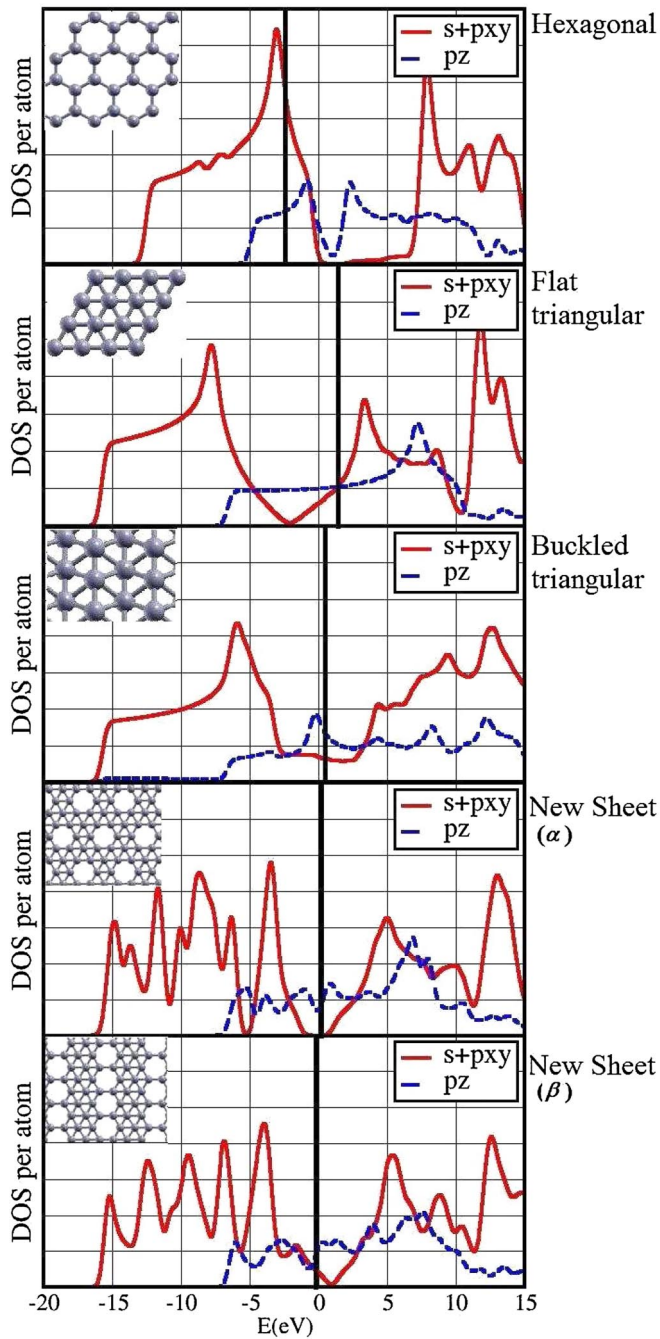 s+pxy
pz
Hexagonal
DOS per atom
s+pxy
pz
Flat
triangular
DOS per atom
s+pxy
pz
Buckled
triangular
DOS per atom
s+pxy
pz
New Sheet
(α)
DOS per atom
s+pxy
pz
New Sheet
(β)
DOS per atom
-20 -15 -10 -5 0 5 10 15
E(eV)